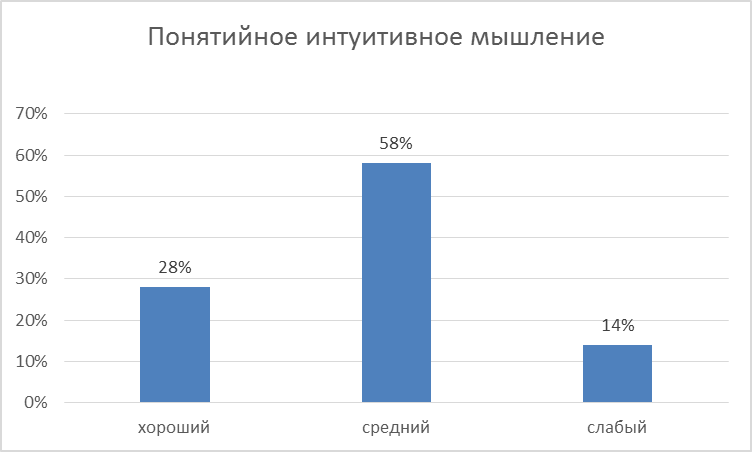 Понятийное интуитивное мышление
70%
60%
50%
40%
30%
20%
10%
0%
28%
58%
14%
хороший
средний
слабый